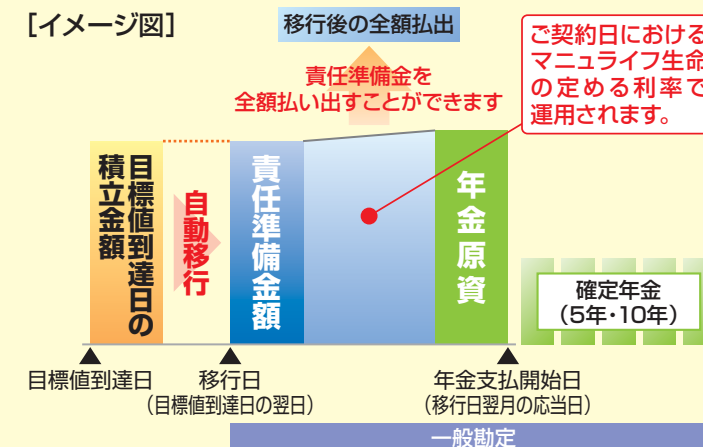 ［イメージ図］
移行後の全額払出
責任準備金を
全額払い出すことができます
ご契約日における
マニュライフ生命
の定める利率で
運用されます。
目標値到達日の
積立金額
自動移行
責任準備金額
年金原資
確定年金
（5年・10年）
目標値到達日
移行日
（目標値到達日の翌日）
年金支払開始日
（移行日翌月の応当日）
一般勘定